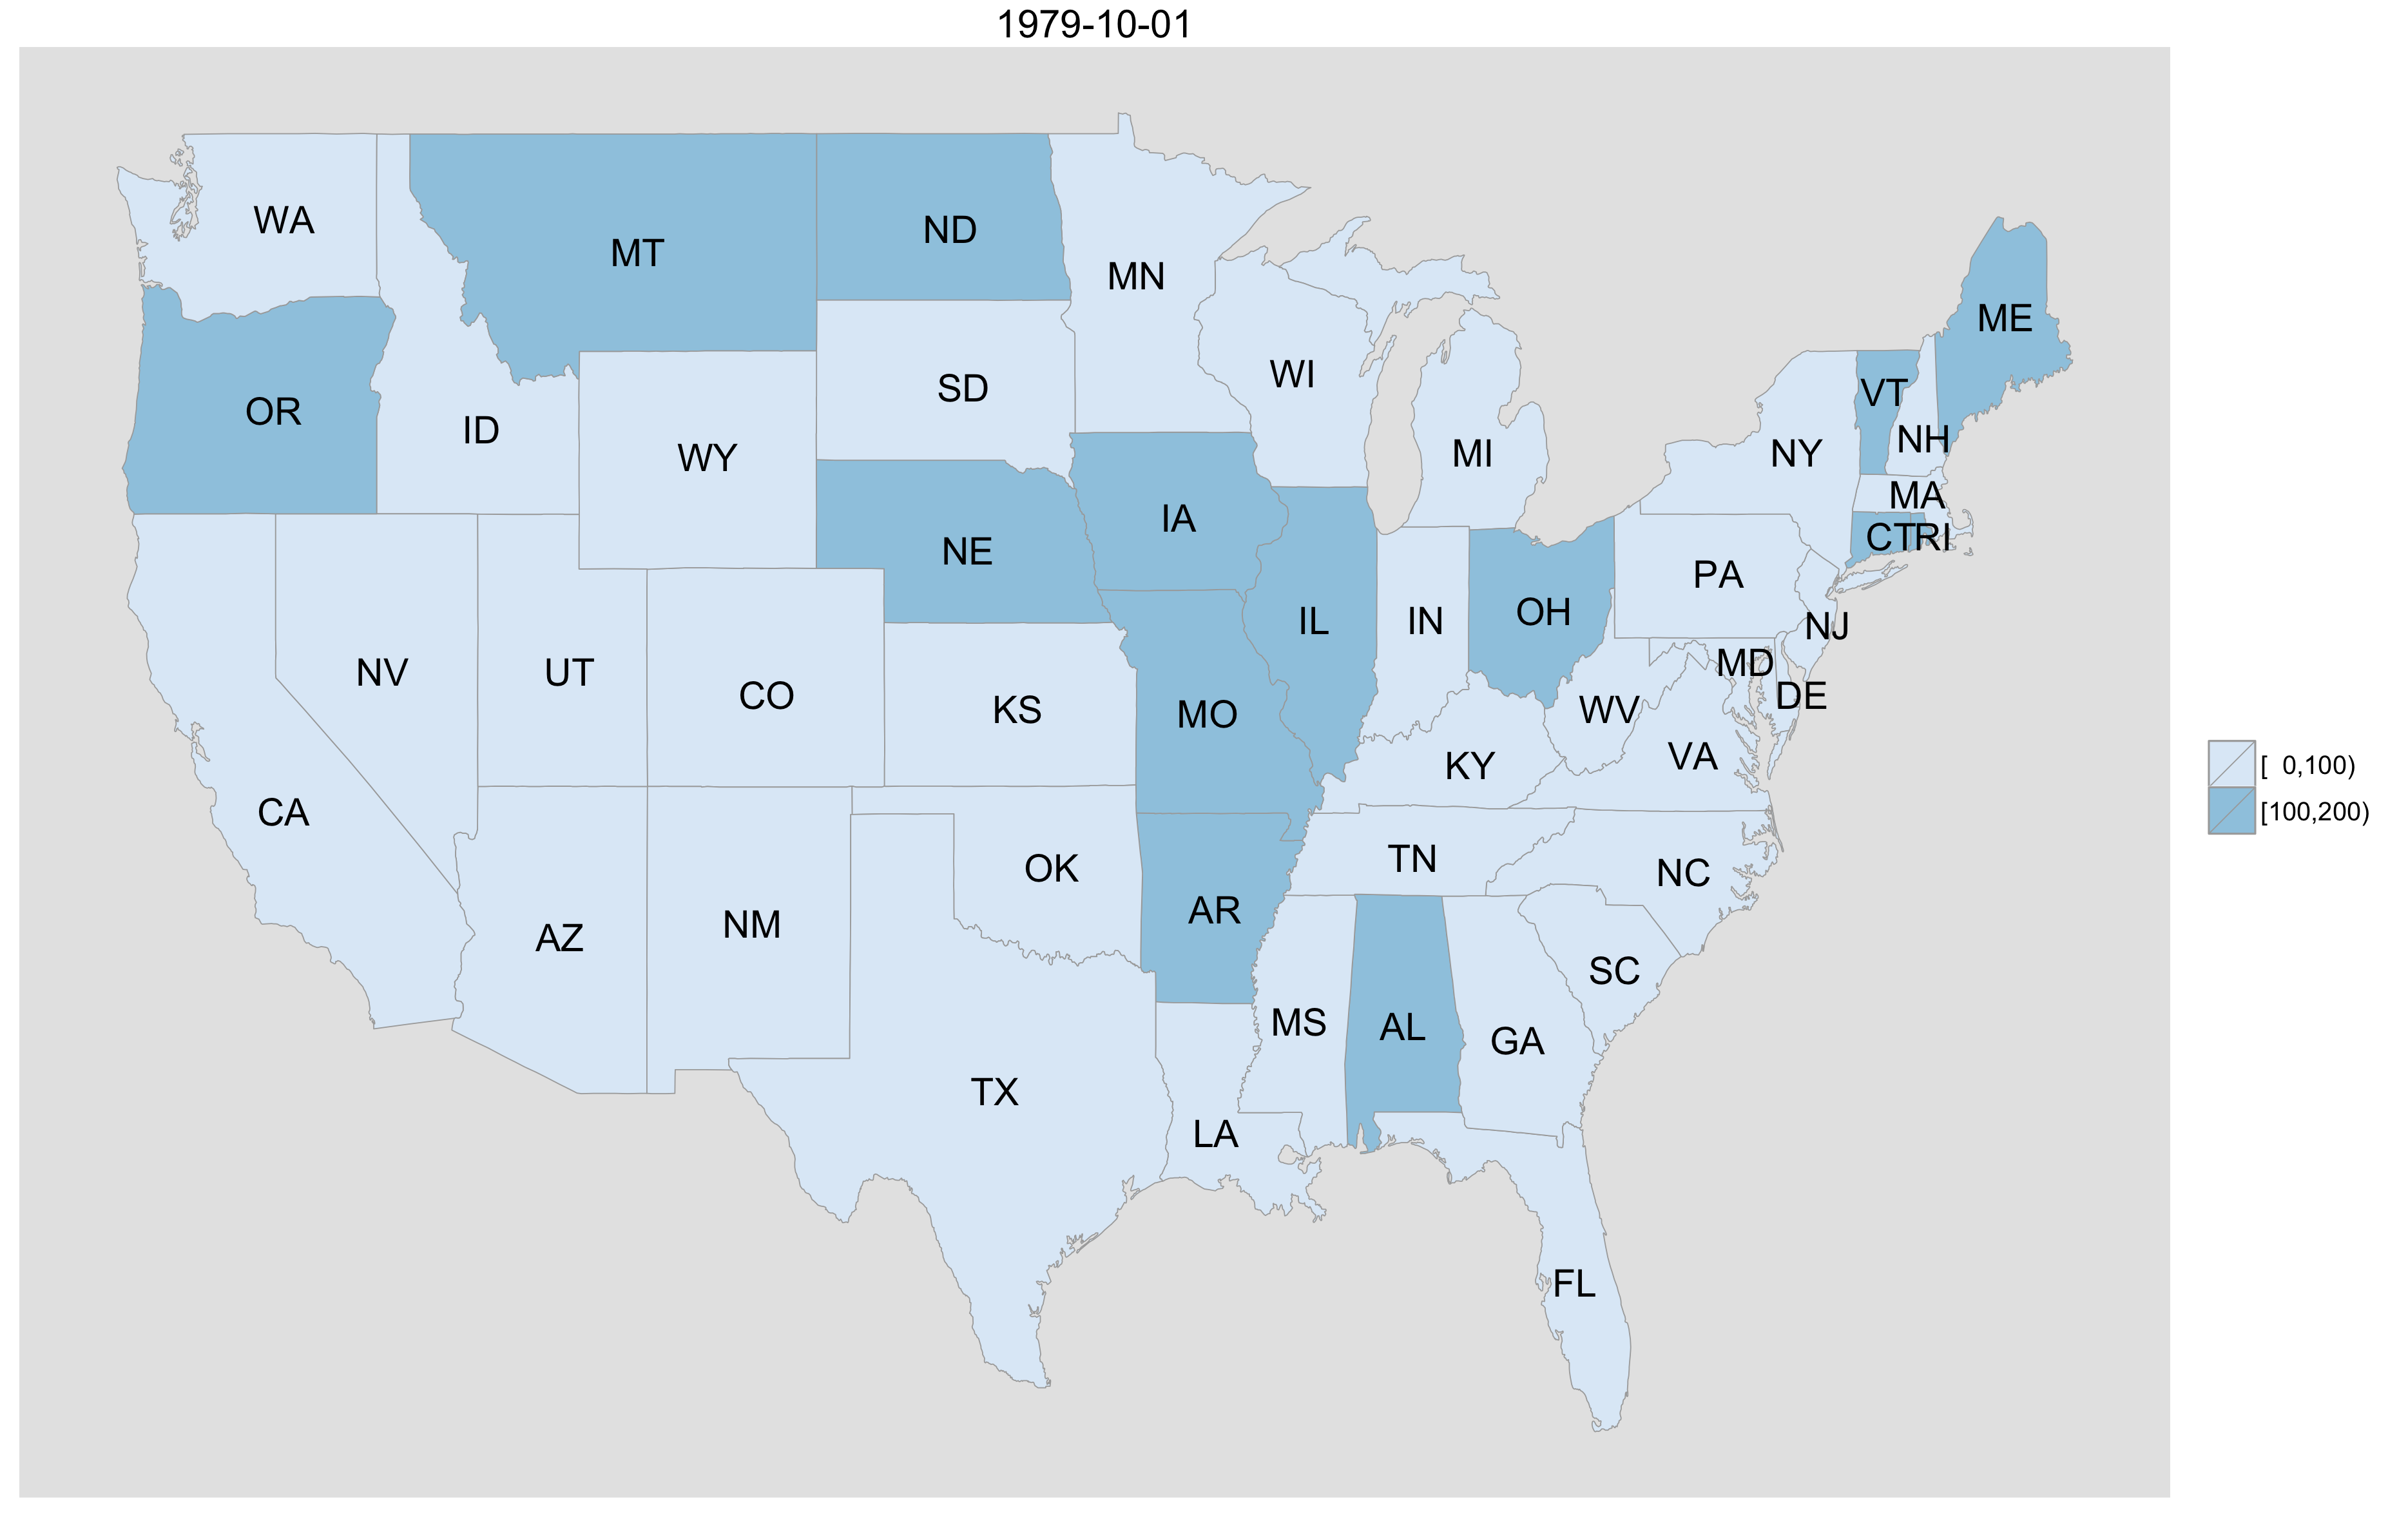 1979-10-01
WA
MT
ND
MN
ME
OR
ID
WY
SD
WI
MI
NY
VT
NH
MA
CT
RI
NE
IA
IL
IN
OH
PA
NJ
MD
DE
NV
UT
CO
KS
MO
KY
WV
VA
CA
AZ
NM
OK
AR
TN
NC
SC
TX
LA
MS
AL
GA
FL
[  0,100)
[100,200)